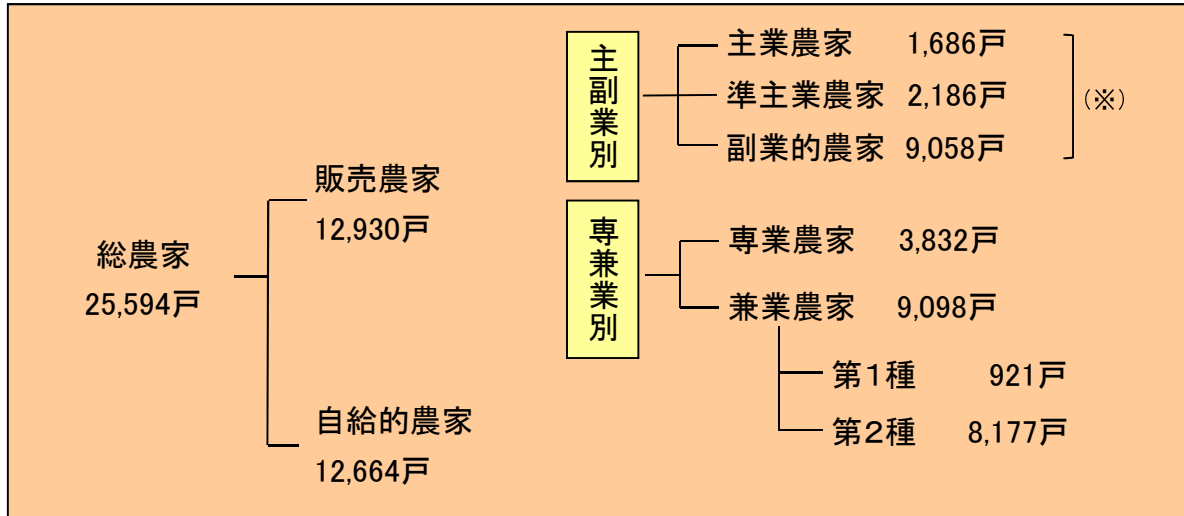 総農家
25,594戸
販売農家
12,930戸
自給的農家
12,664戸
主副業別
主業農家 1,686戸
準主業農家 2,186戸
副業的農家 9,058戸
(※)
専兼業別
専業農家 3,832戸
兼業農家 9,098戸
第1種 921戸
第2種 8,177戸